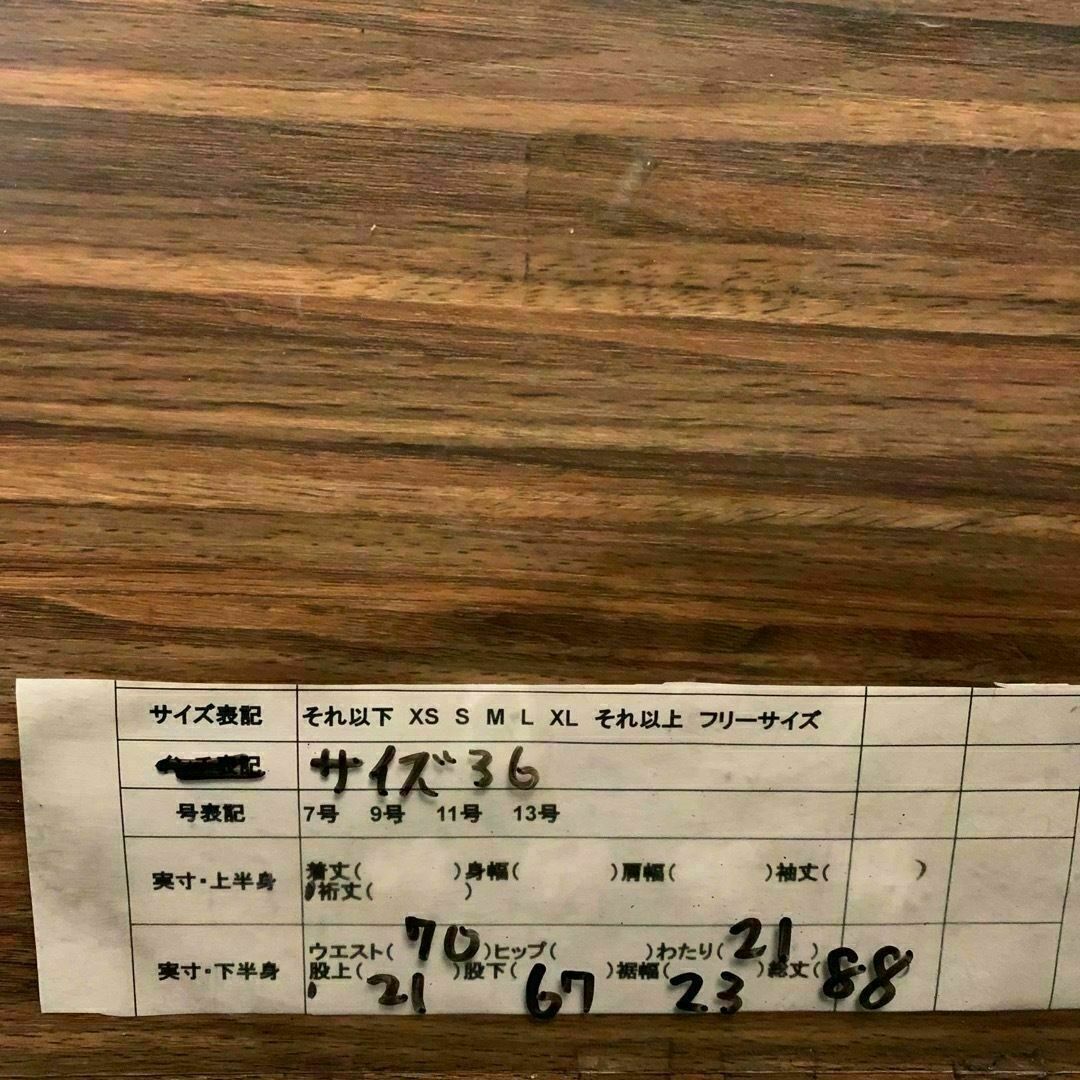 サイズ表記 それ以下 XS S M L XL それ以上 フリーサイズ
表記 サイズ36
号表記 7号 9号 11号 13号
実寸・上半身 着丈( )身幅( )肩幅( )袖丈( )
裄丈( )
実寸・下半身 ウエスト(70)ヒップ( )わたり(21)
股上(21)股下(67)裾幅(23)総丈(88)